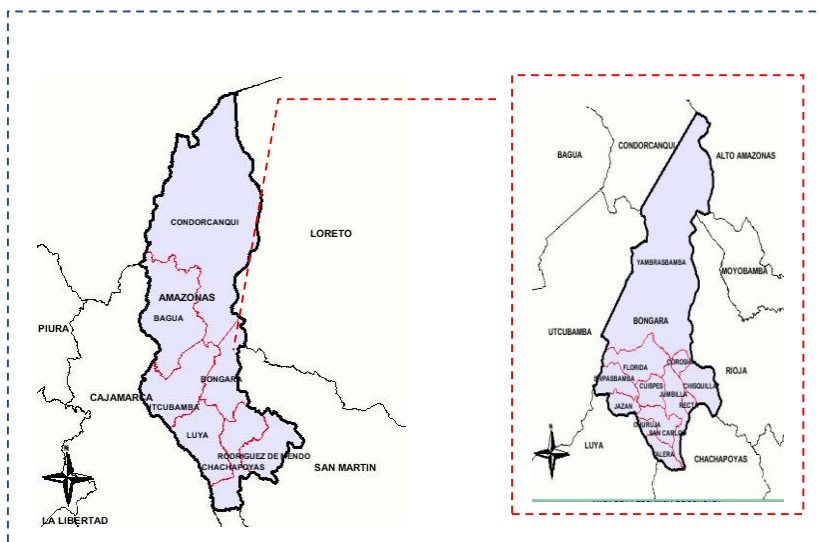 CONDORCANQUI
LORETO
AMAZONAS
BAGUA
PIURA
BONGARA
CAJAMARCA
UTCUBAMBA
LUYA
RODRIGUEZ DE MENDO
CHACHAPOYAS
SAN MARTIN
N
LA LIBERTAD
CONDORCANQUI
BAGUA
ALTO AMAZONAS
YAMBRASBAMBA
MOYOBAMBA
BONGARA
UTCUBAMBA
COROSH
FLORIDA
RIOJA
SHIPASBAMBA
CUISPES
CHISQUILLA
JUMBILLA
JAZAN
RECTA
CHURUJA
SAN CARLOS
LUYA
VALERA
CHACHAPOYAS
N